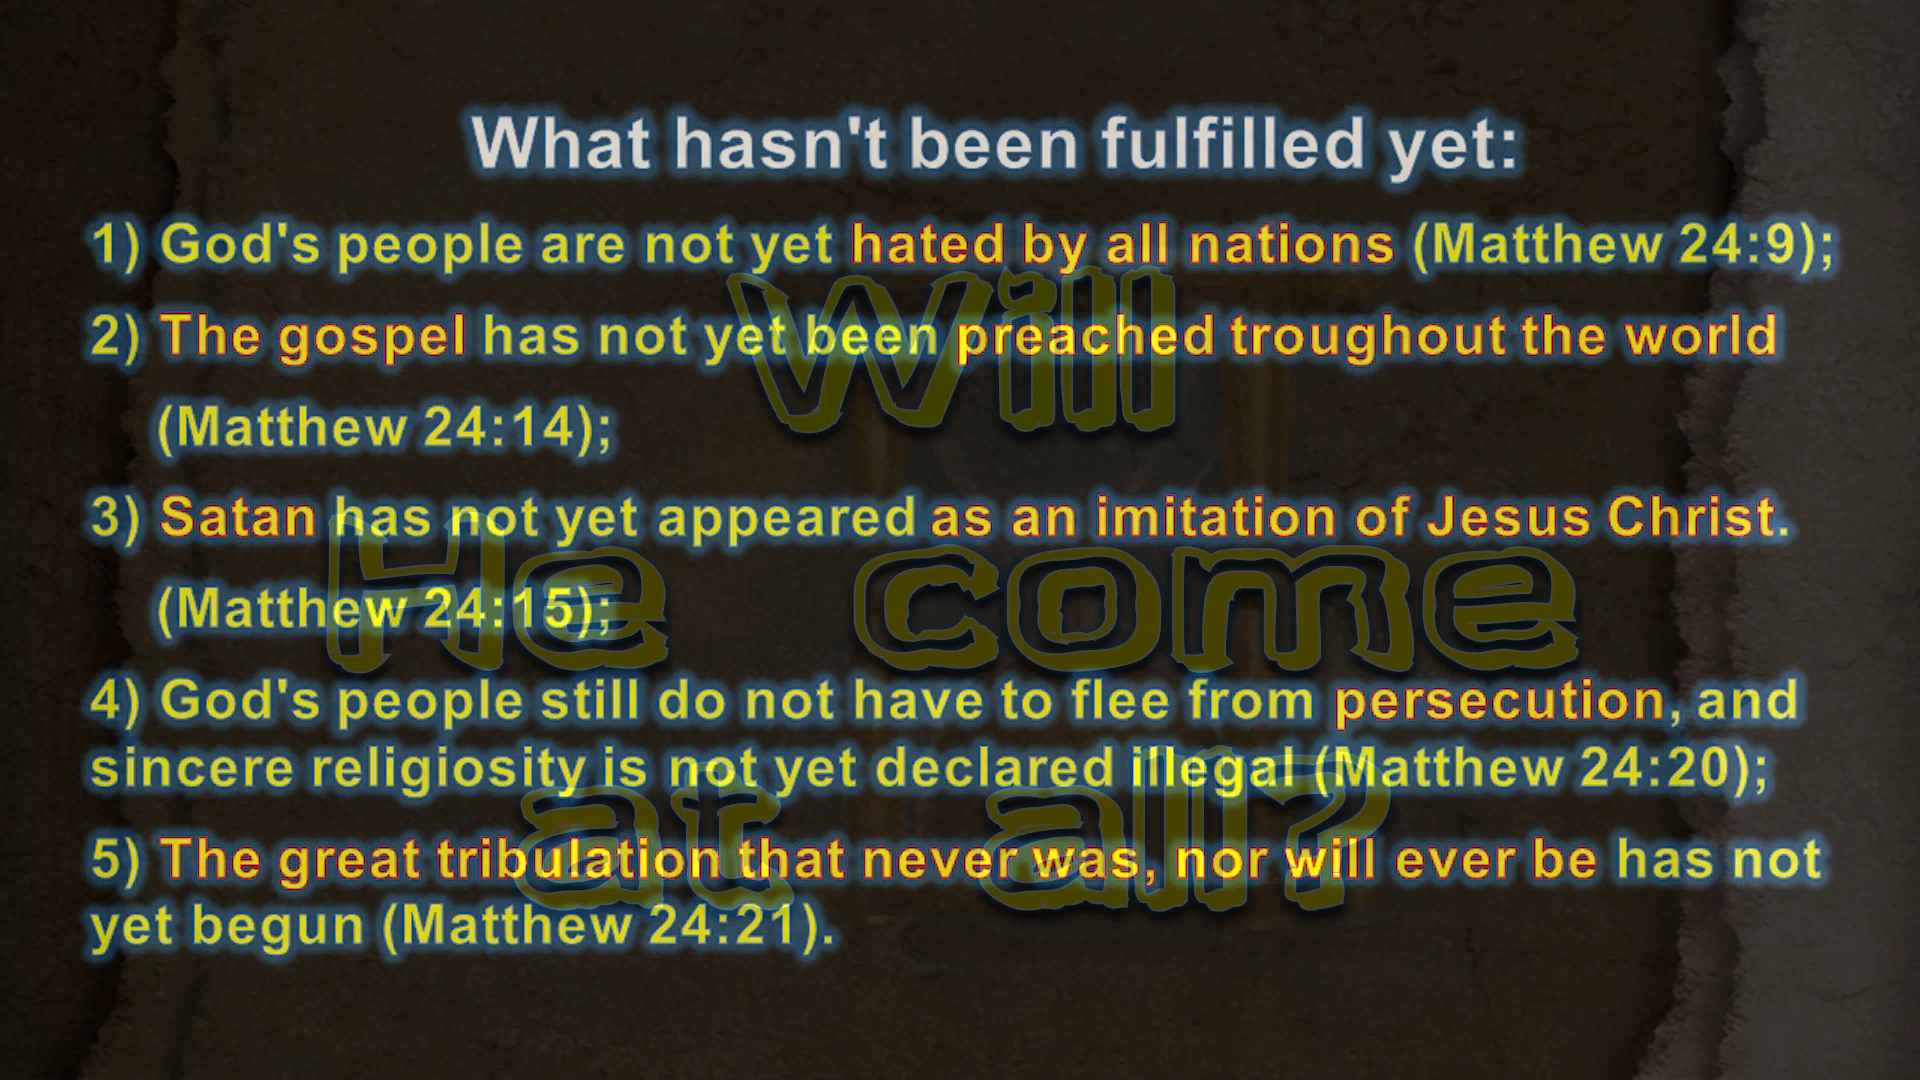 What hasn't been fulfilled yet:
1) God's people are not yet hated by all nations (Matthew 24:9);
Will
2) The gospel has not yet been preached troughout the world
(Matthew 24:14);
3) Satan has not yet appeared as an imitation of Jesus Christ.
He come
(Matthew 24:15);
4) God's people still do not have to flee from persecution, and
sincere religiosity is not yet declared illegal (Matthew 24:20);
at all?
5) The great tribulation that never was, nor will ever be has not
yet begun (Matthew 24:21).